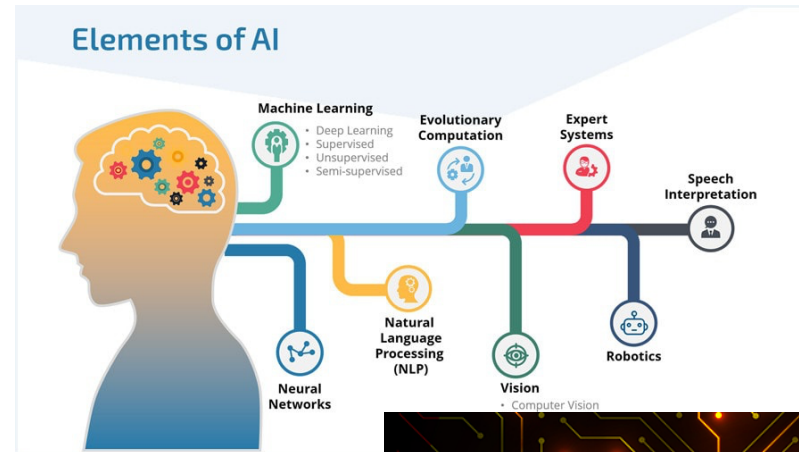 Elements of AI
Machine Learning
• Deep Learning
• Supervised
• Unsupervised
• Semi-supervised
Evolutionary
Computation
Expert
Systems
Speech
Interpretation
Neural
Networks
Natural
Language
Processing
(NLP)
Vision
• Computer Vision
Robotics